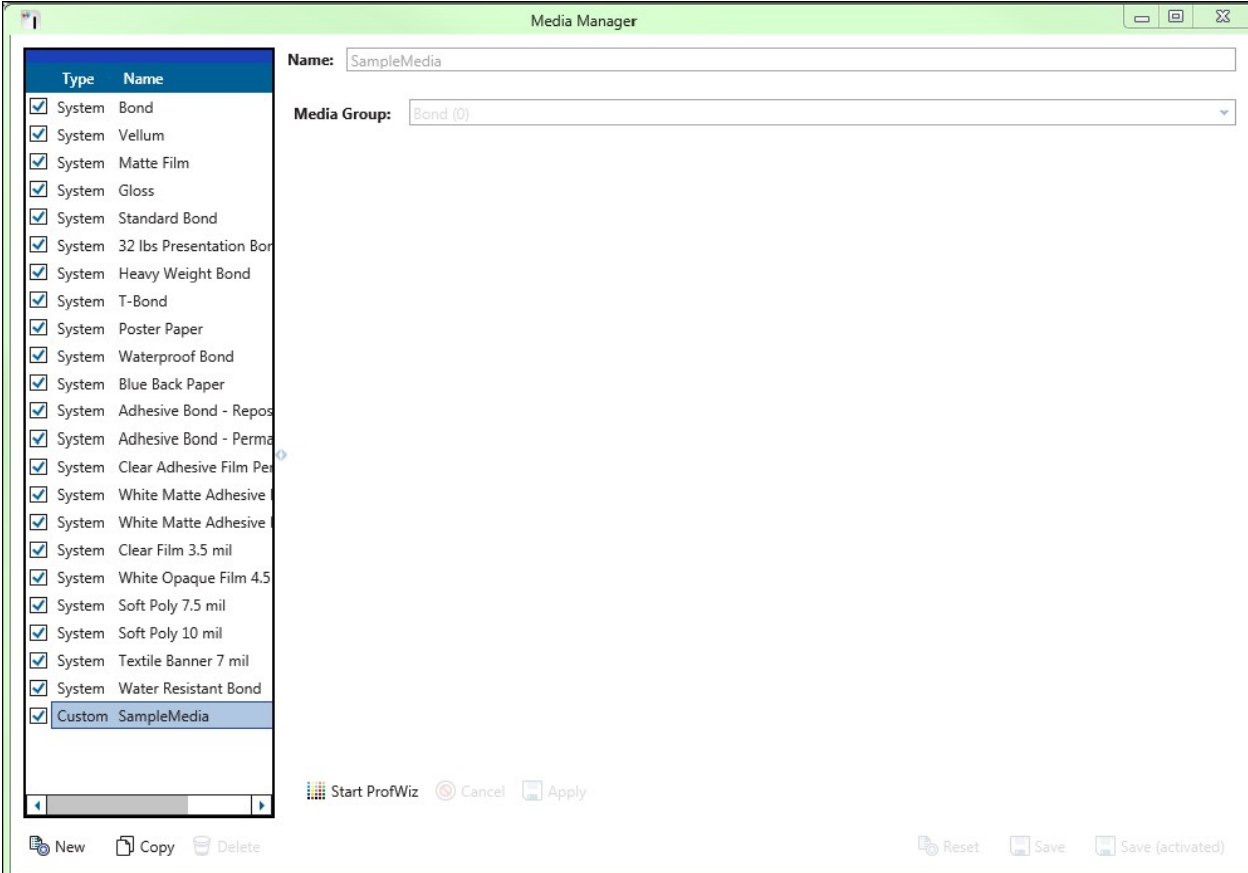 Media Manager
Name: SampleMedia
Type Name
Media Group: Bond (0)
System Bond
System Vellum
System Matte Film
System Gloss
System Standard Bond
System 32 lbs Presentation Bon
System Heavy Weight Bond
System T-Bond
System Poster Paper
System Waterproof Bond
System Blue Back Paper
System Adhesive Bond - Repos
System Adhesive Bond - Perma
System Clear Adhesive Film Per
System White Matte Adhesive
System White Matte Adhesive
System Clear Film 3.5 mil
System White Opaque Film 4.5
System Soft Poly 7.5 mil
System Soft Poly 10 mil
System Textile Banner 7 mil
System Water Resistant Bond
Custom SampleMedia
Start ProfWiz Cancel Apply
New Copy Delete Reset Save Save (activated)